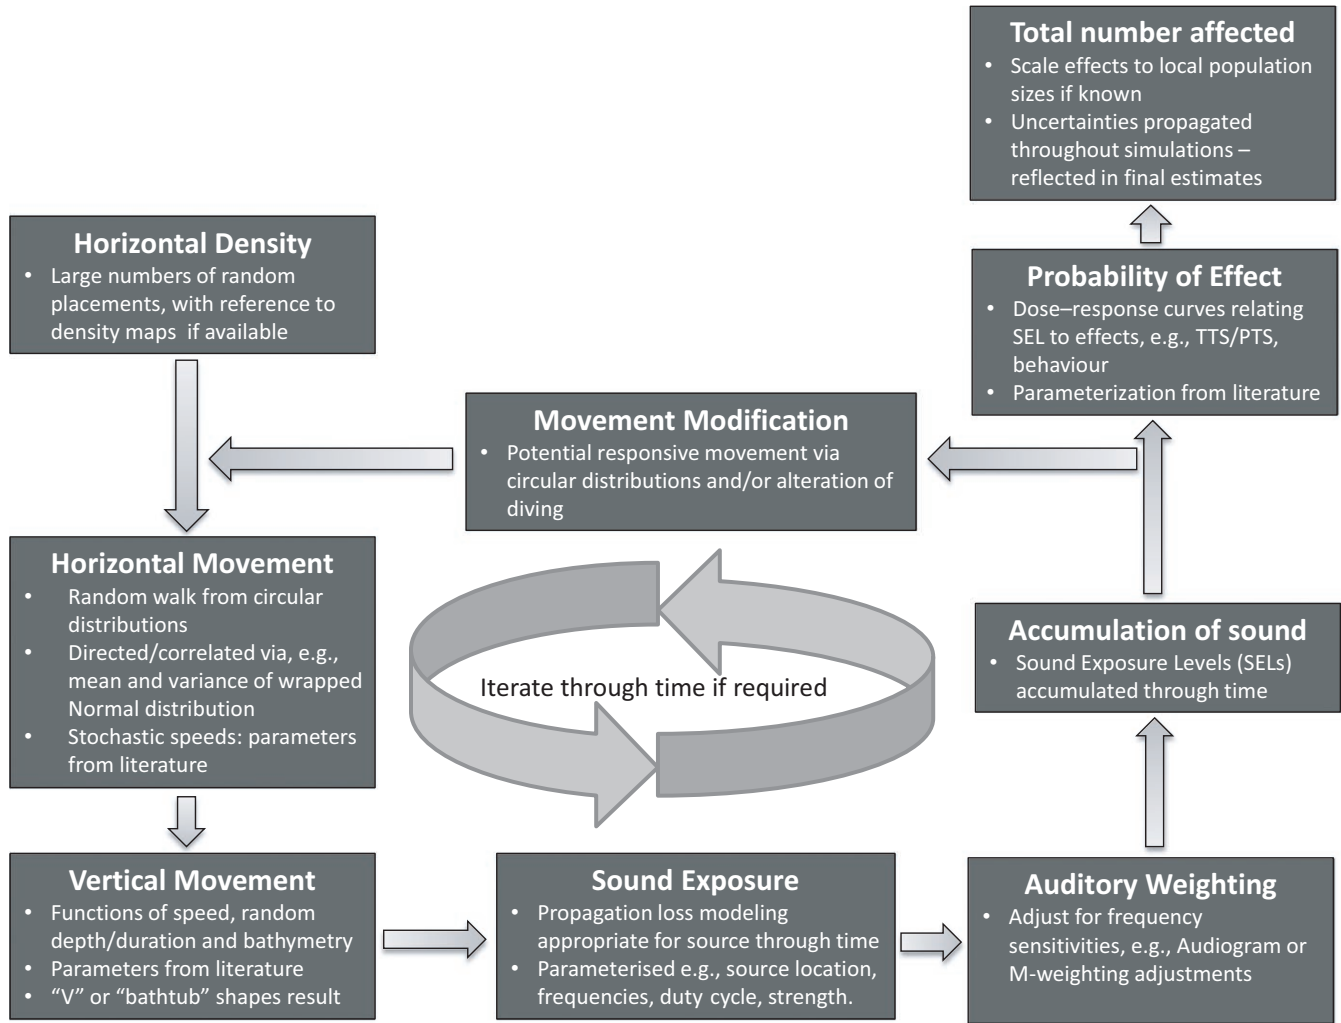 Total number affected
• Scale effects to local population
sizes if known
• Uncertainties propagated
throughout simulations –
reflected in final estimates
Horizontal Density
• Large numbers of random
placements, with reference to
density maps if available
Probability of Effect
• Dose–response curves relating
SEL to effects, e.g., TTS/PTS,
behaviour
• Parameterization from literature
Movement Modification
• Potential responsive movement via
circular distributions and/or alteration of
diving
Horizontal Movement
• Random walk from circular
distributions
• Directed/correlated via, e.g.,
mean and variance of wrapped
Normal distribution
• Stochastic speeds: parameters
from literature
Iterate through time if required
Accumulation of sound
• Sound Exposure Levels (SELs)
accumulated through time
Vertical Movement
• Functions of speed, random
depth/duration and bathymetry
• Parameters from literature
• “V” or “bathtub” shapes result
Sound Exposure
• Propagation loss modeling
appropriate for source through time
• Parameterised e.g., source location,
frequencies, duty cycle, strength.
Auditory Weighting
• Adjust for frequency
sensitivities, e.g., Audiogram or
M-weighting adjustments